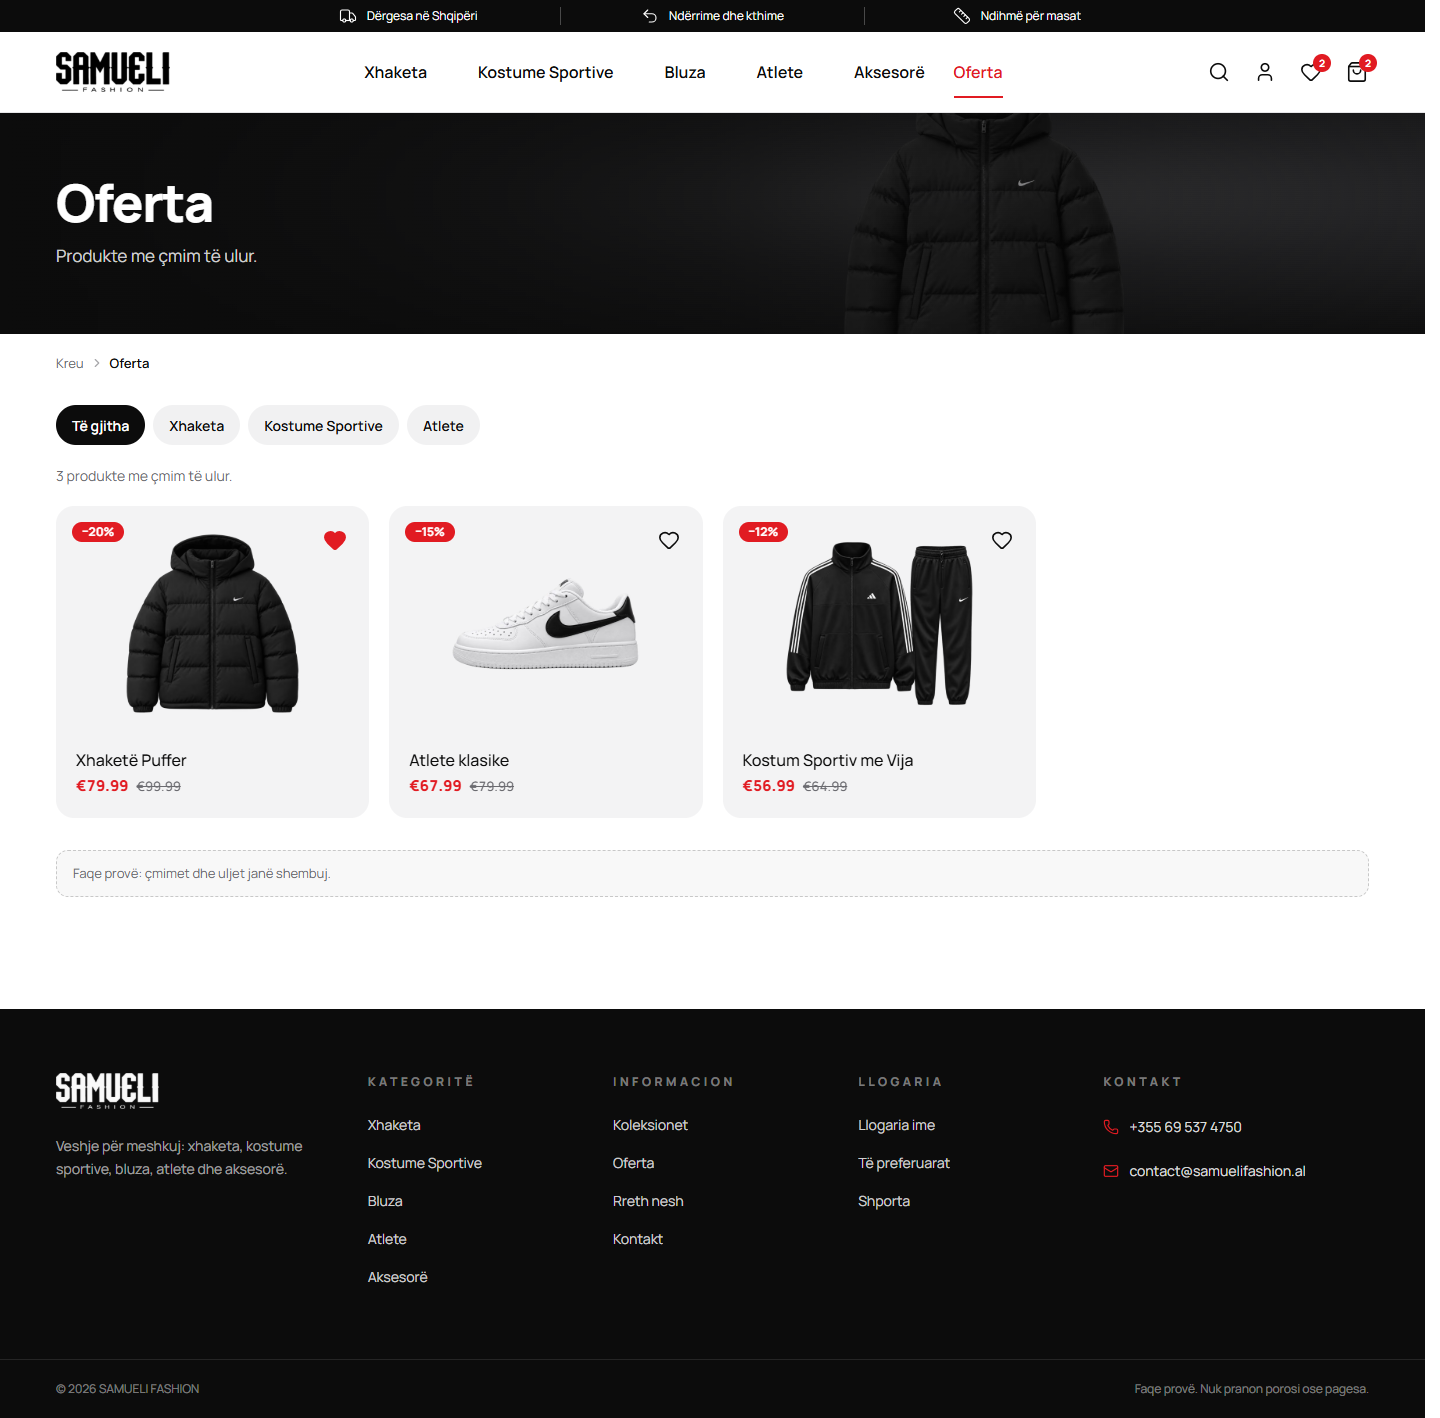 Dërgesa në Shqipëri
Ndërrime dhe kthime
Ndihmë për masat
SAMUELI
FASHION
Xhaketa
Kostume Sportive
Bluza
Atlete
Aksesorë
Oferta
2
2
Oferta
Produkte me çmim të ulur.
Kreu
Oferta
Të gjitha
Xhaketa
Kostume Sportive
Atlete
3 produkte me çmim të ulur.
−20%
−15%
−12%
Xhaketë Puffer
€79.99 €99.99
Atlete klasike
€67.99 €79.99
Kostum Sportiv me Vija
€56.99 €64.99
Faqe provë: çmimet dhe uljet janë shembuj.
SAMUELI
FASHION
Veshje për meshkuj: xhaketa, kostume
sportive, bluza, atlete dhe aksesorë.
KATEGORITË
Xhaketa
Kostume Sportive
Bluza
Atlete
Aksesorë
INFORMACION
Koleksionet
Oferta
Rreth nesh
Kontakt
LLOGARIA
Llogaria ime
Të preferuarat
Shporta
KONTAKT
+355 69 537 4750
contact@samuelifashion.al
© 2026 SAMUELI FASHION
Faqe provë. Nuk pranon porosi ose pagesa.